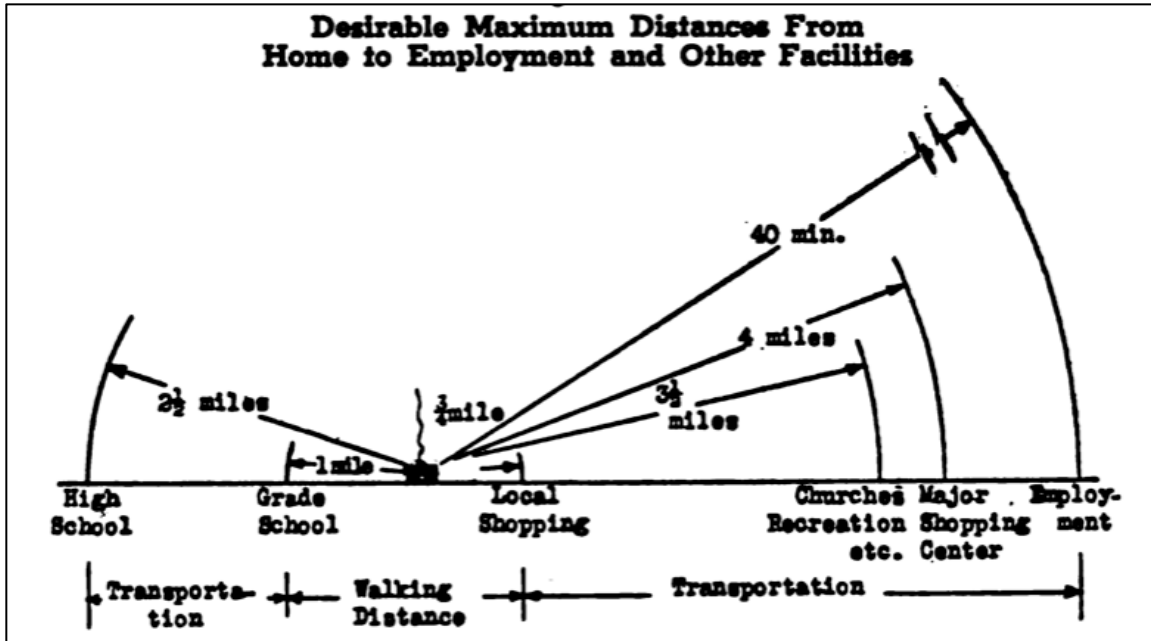 Desirable Maximum Distances From
Home to Employment and Other Facilities
40 min.
4 miles
3½
miles
¾ mile
2½ miles
1 mile
High
School
Grade
School
Local
Shopping
Churches
Recreation
etc.
Major
Shopping
Center
Employ-
ment
Transporta-
tion
Walking
Distance
Transportation